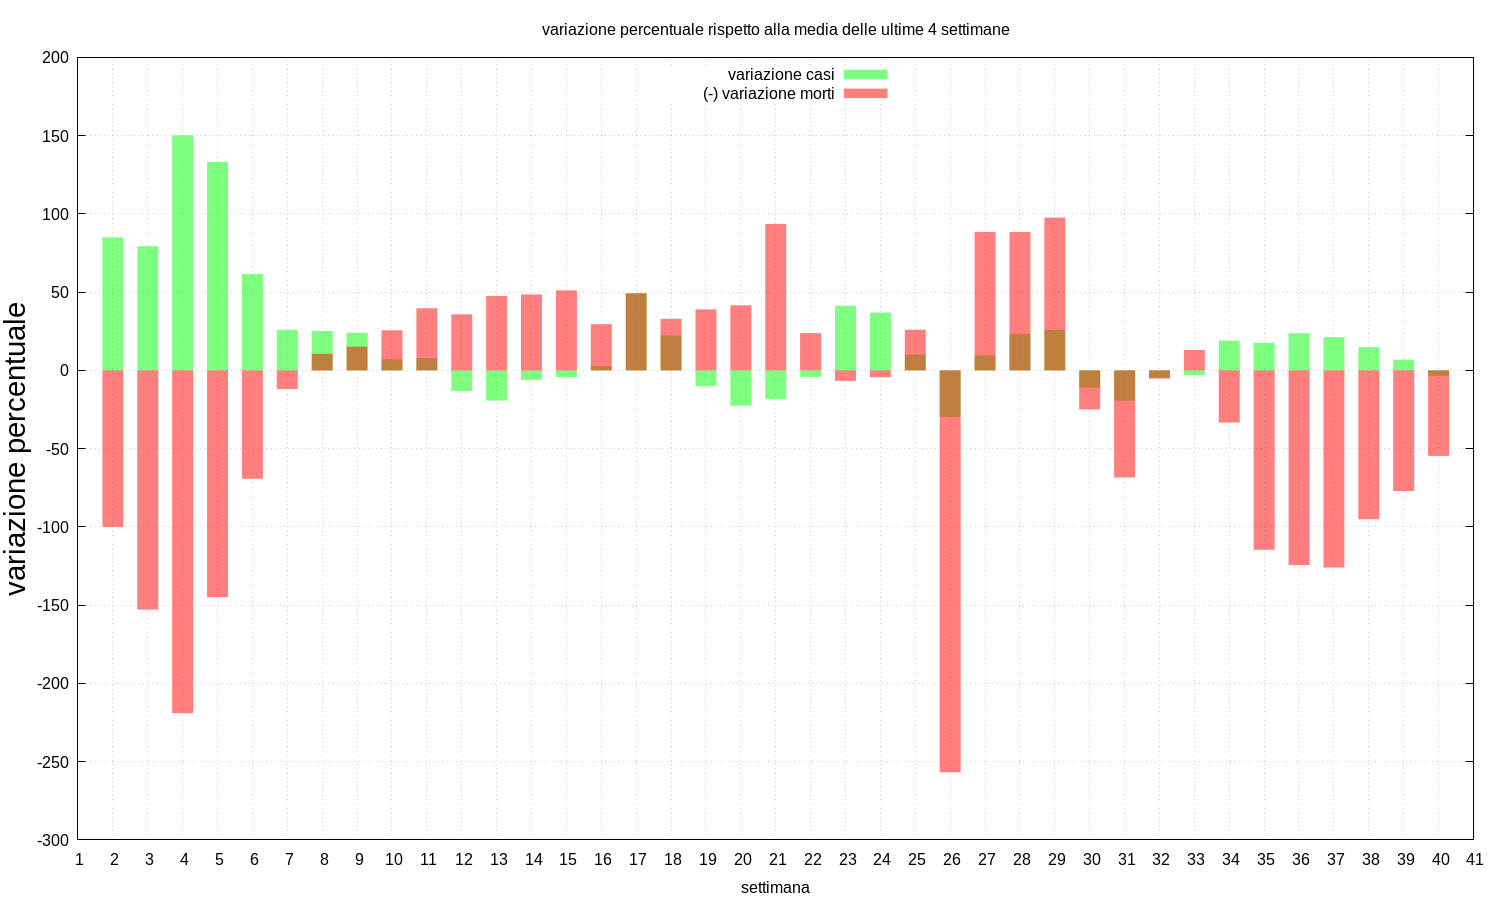 variazione percentuale rispetto alla media delle ultime 4 settimane
variazione casi
(-) variazione morti
200
150
100
50
0
-50
-100
-150
-200
-250
-300
variazione percentuale
1 2 3 4 5 6 7 8 9 10 11 12 13 14 15 16 17 18 19 20 21 22 23 24 25 26 27 28 29 30 31 32 33 34 35 36 37 38 39 40 41
settimana